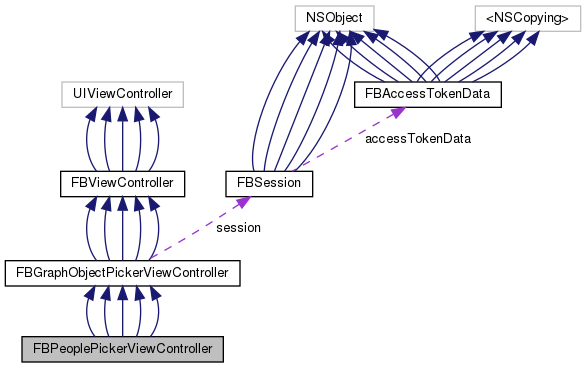 NSObject
<NSCopying>
UIViewController
FBAccessTokenData
accessTokenData
FBViewController
FBSession
session
FBGraphObjectPickerViewController
FBPeoplePickerViewController